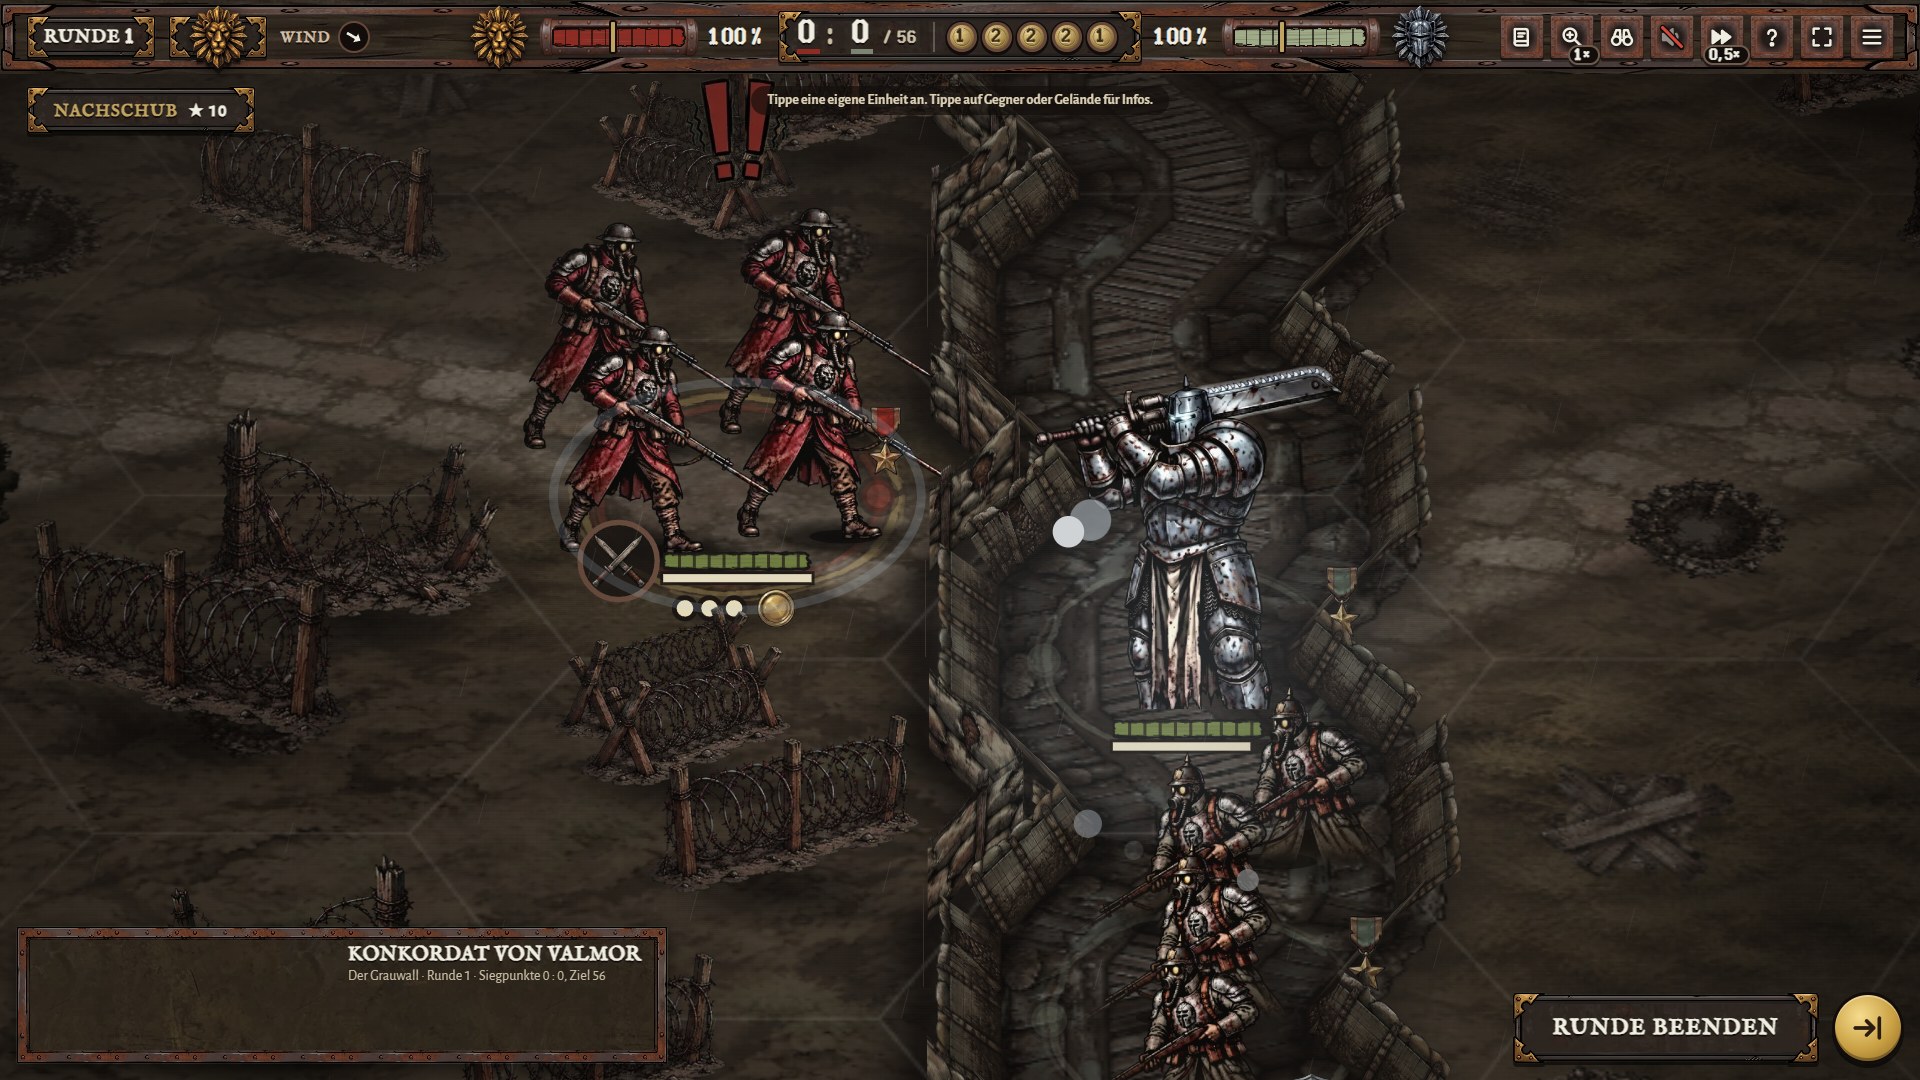 RUNDE 1
WIND
100%
0 : 0 / 56
1 2 2 2 1
100%
1×
0,5×
?
NACHSCHUB ★ 10
Tippe eine eigene Einheit an. Tippe auf Gegner oder Gelände für Infos.
!!
KONKORDAT VON VALMOR
Der Grauwall · Runde 1 · Siegpunkte 0 : 0, Ziel 56
RUNDE BEENDEN